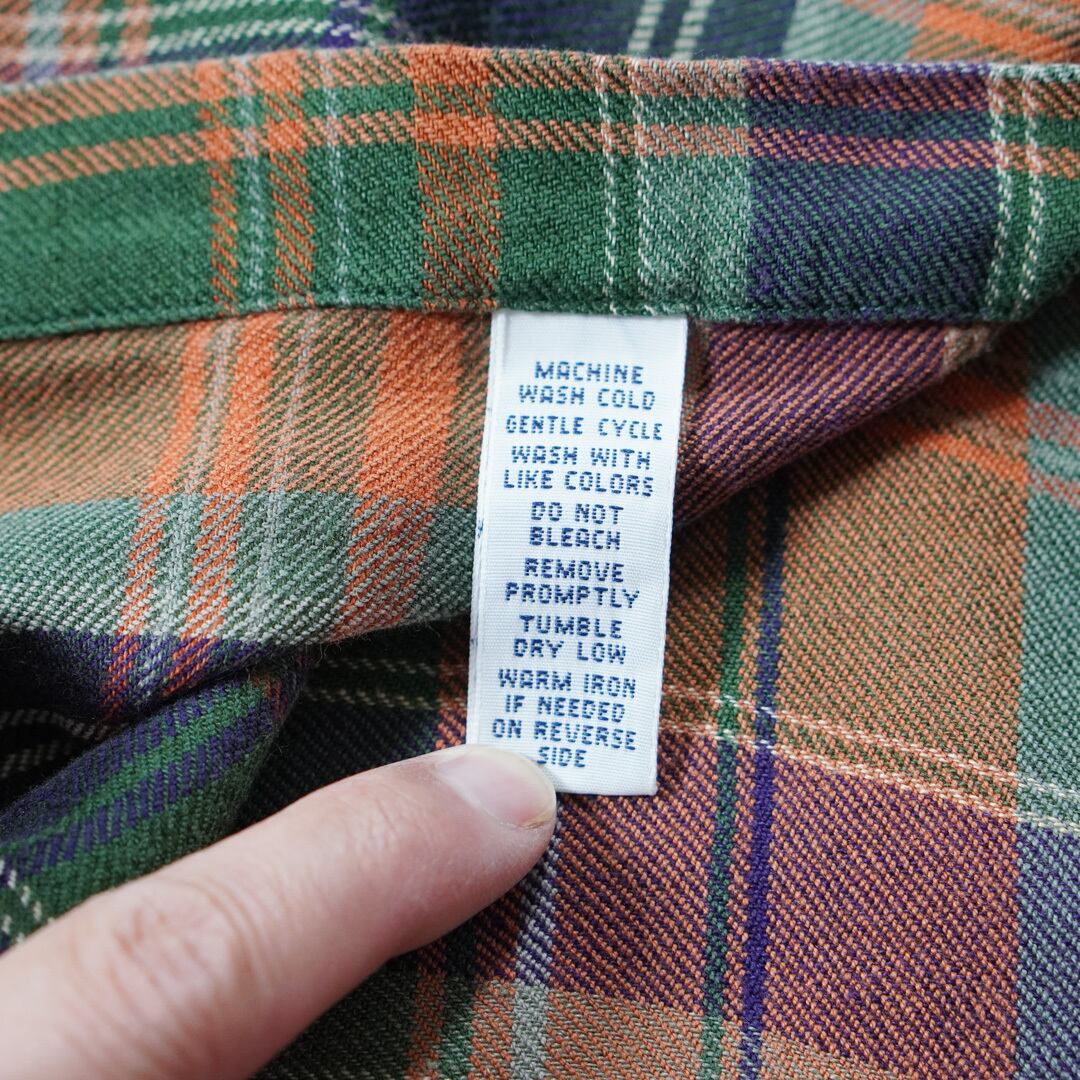 MACHINE
WASH COLD
GENTLE CYCLE
WASH WITH
LIKE COLORS
DO NOT
BLEACH
REMOVE
PROMPTLY
TUMBLE
DRY LOW
WARM IRON
IF NEEDED
ON REVERSE
SIDE